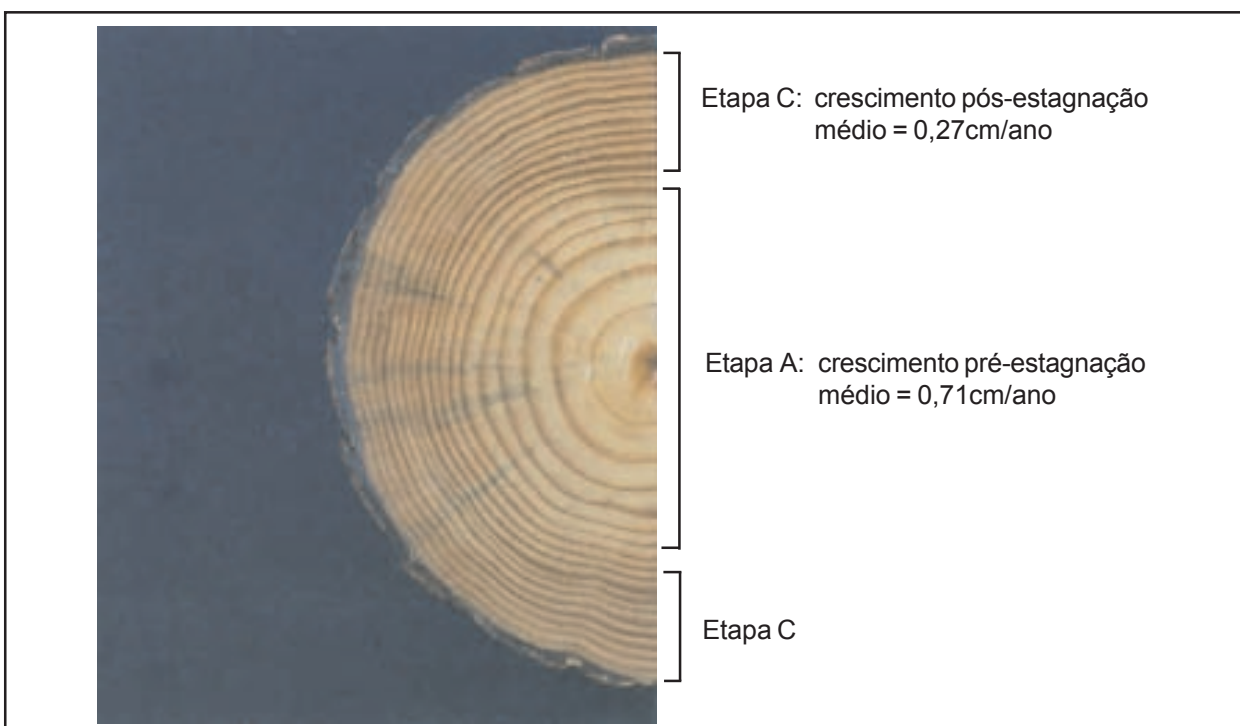 Etapa C: crescimento pós-estagnação
médio = 0,27cm/ano
Etapa A: crescimento pré-estagnação
médio = 0,71cm/ano
Etapa C